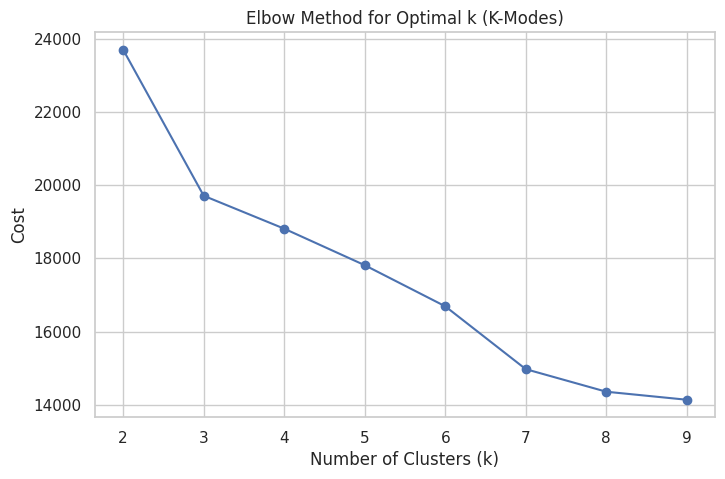 Elbow Method for Optimal k (K-Modes)
24000
22000
20000
18000
16000
14000
Cost
2 3 4 5 6 7 8 9
Number of Clusters (k)